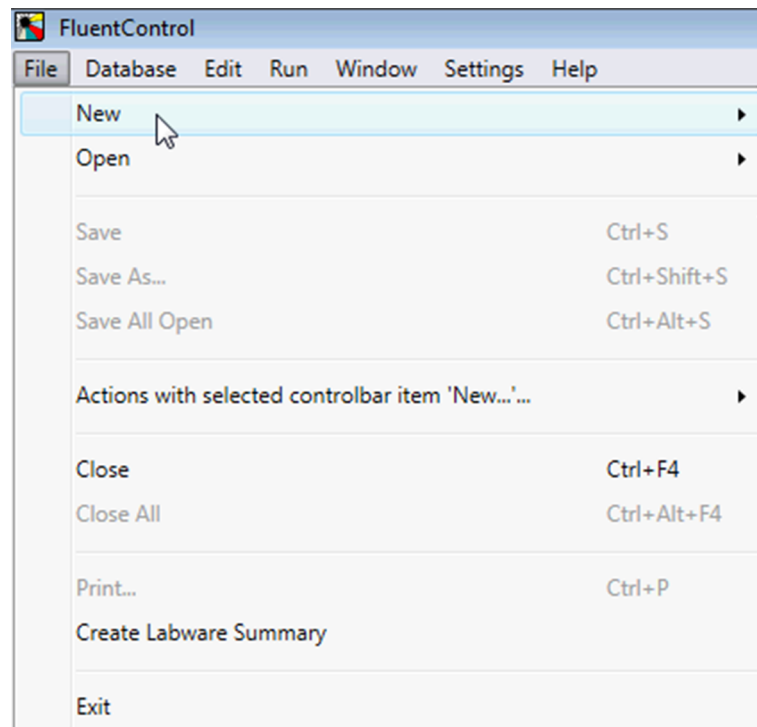 FluentControl
File Database Edit Run Window Settings Help
New
Open
Save Ctrl+S
Save As... Ctrl+Shift+S
Save All Open Ctrl+Alt+S
Actions with selected controlbar item 'New...'...
Close Ctrl+F4
Close All Ctrl+Alt+F4
Print... Ctrl+P
Create Labware Summary
Exit